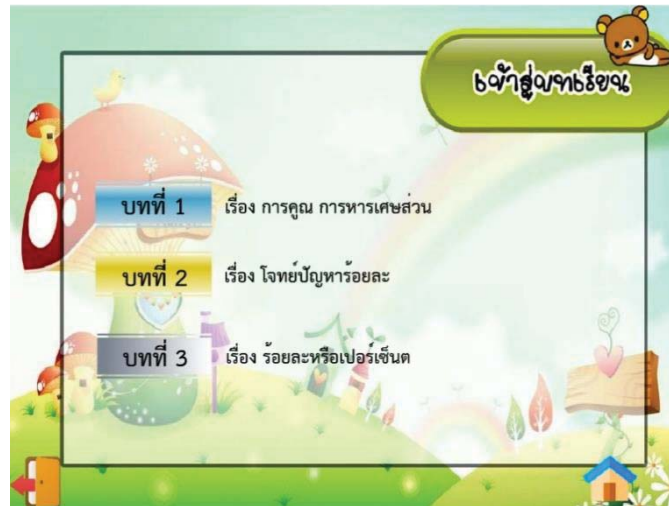 เข้าสู่บทเรียน
บทที่ 1 เรื่อง การคูณ การหารเศษส่วน
บทที่ 2 เรื่อง โจทย์ปัญหาร้อยละ
บทที่ 3 เรื่อง ร้อยละหรือเปอร์เซ็นต